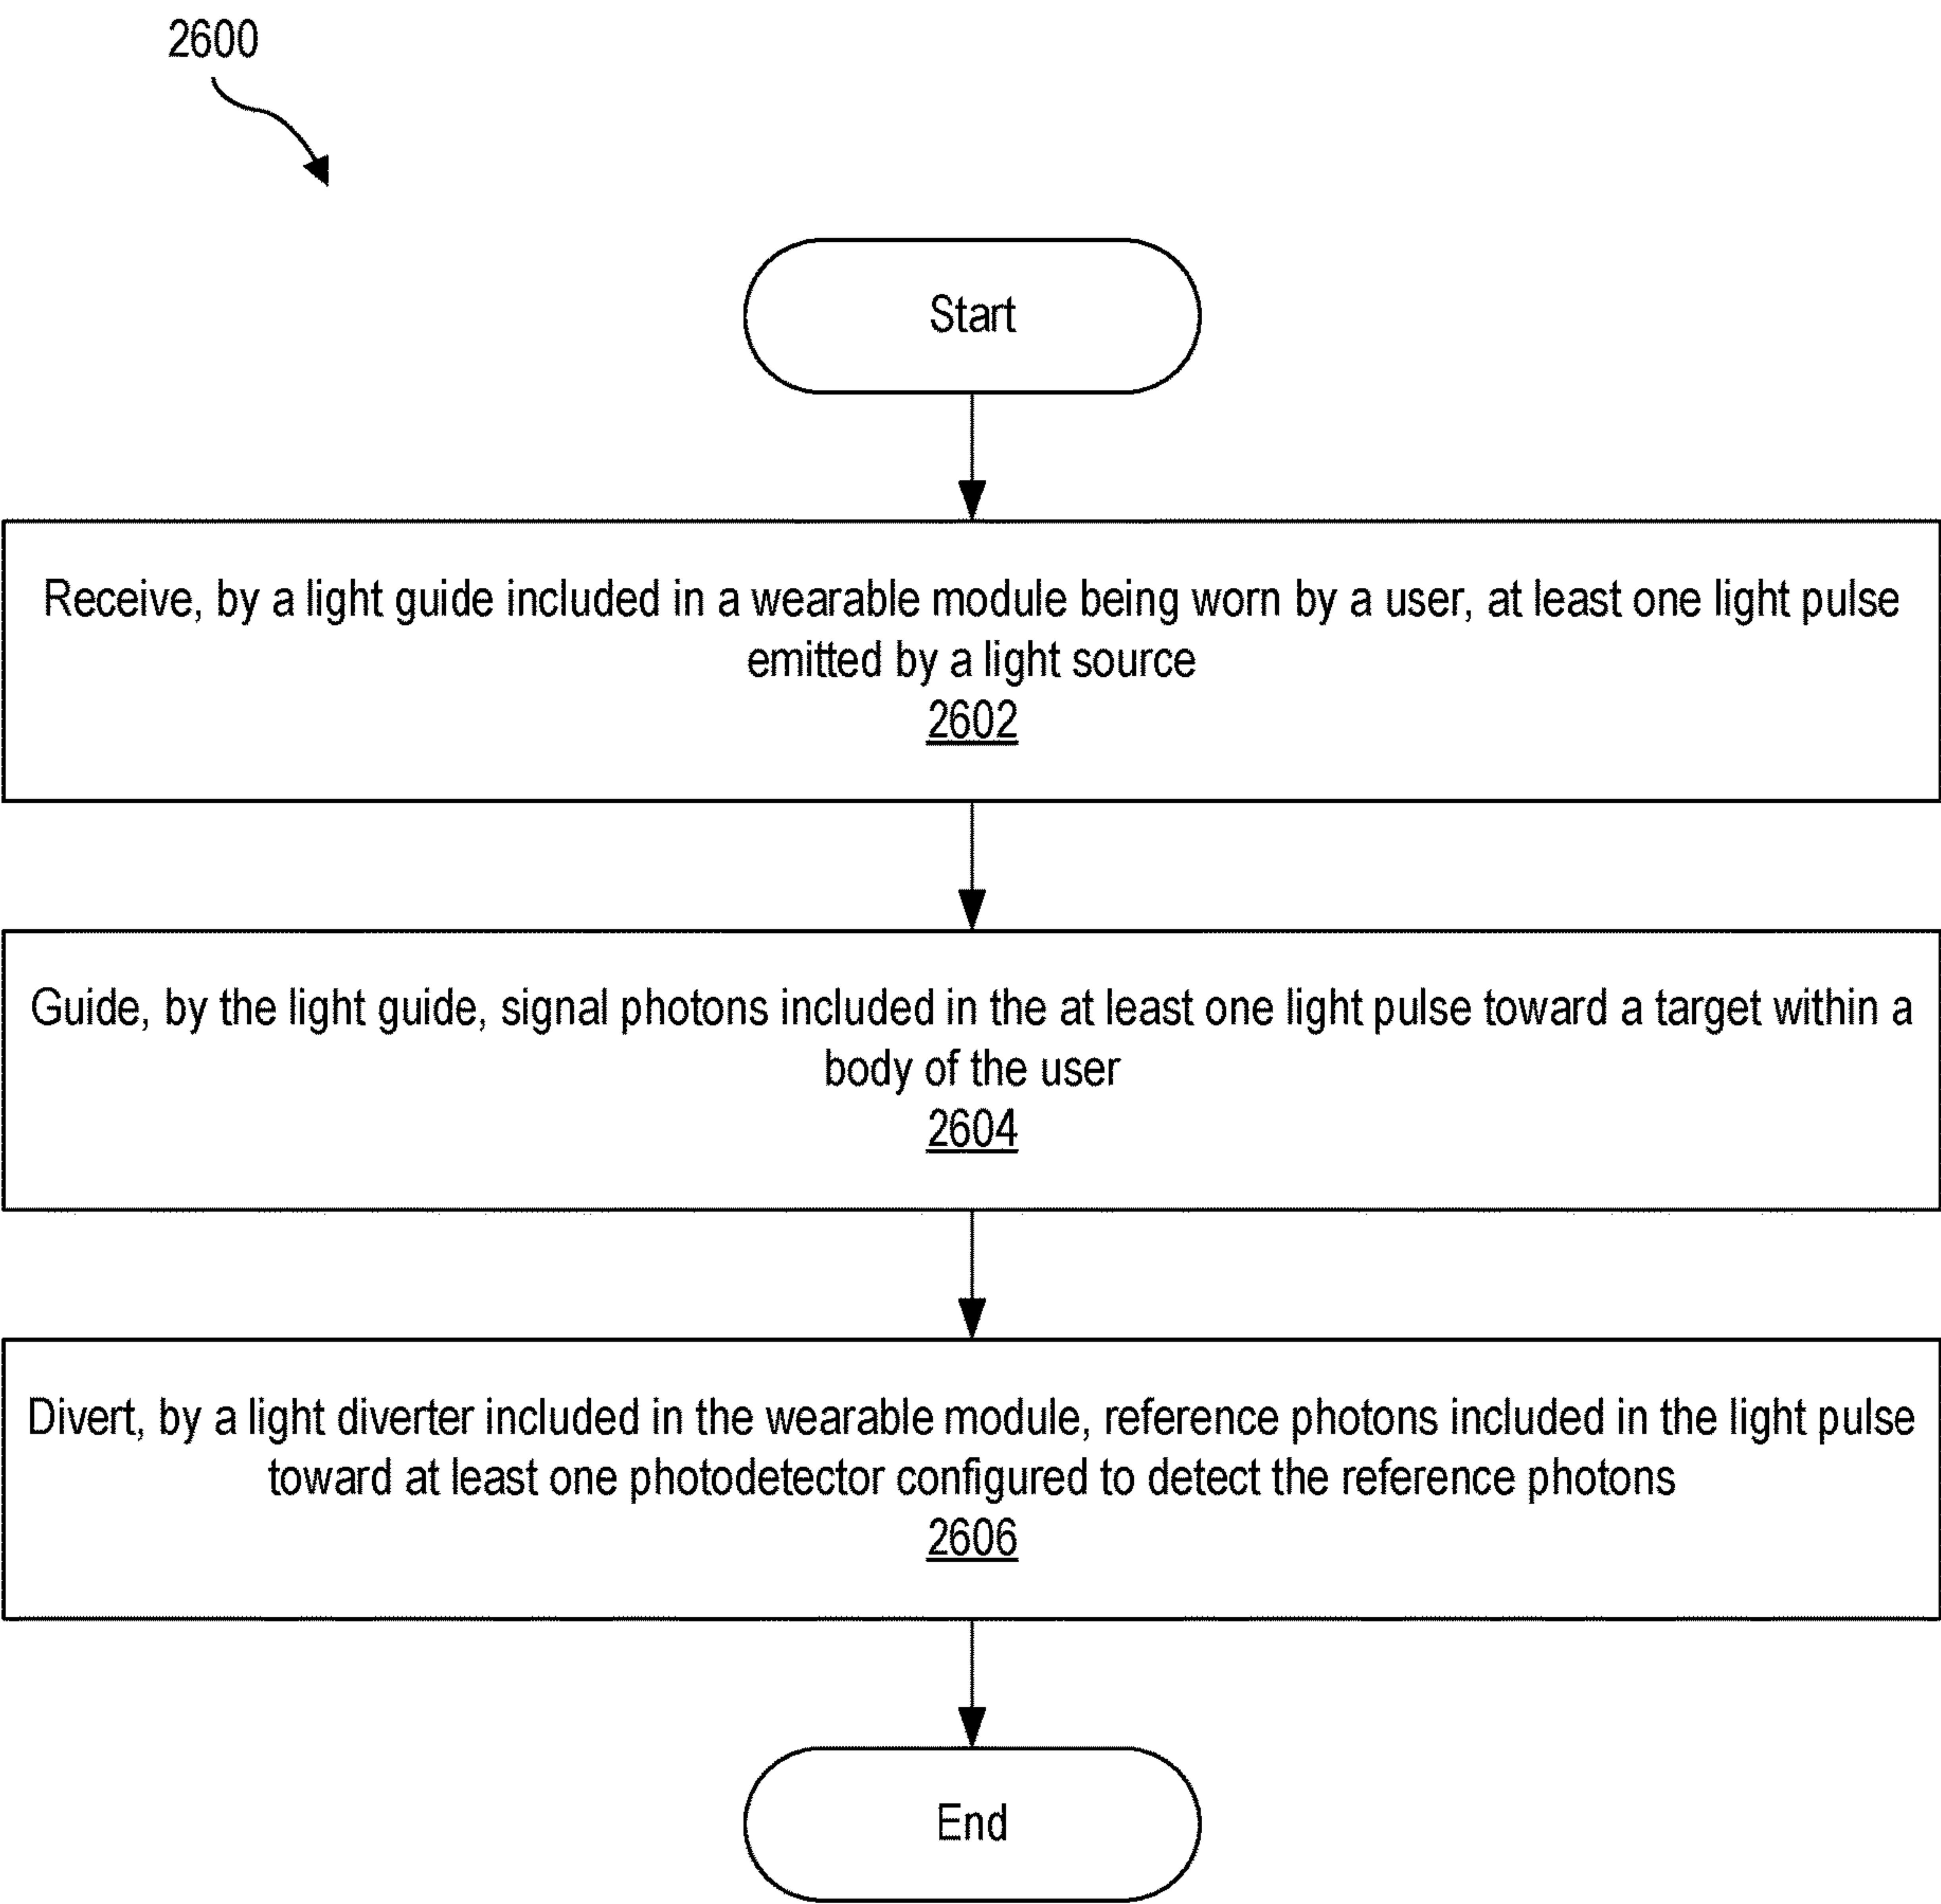 2600
Start
Receive, by a light guide included in a wearable module being worn by a user, at least one light pulse
emitted by a light source
2602
Guide, by the light guide, signal photons included in the at least one light pulse toward a target within a
body of the user
2604
Divert, by a light diverter included in the wearable module, reference photons included in the light pulse
toward at least one photodetector configured to detect the reference photons
2606
End